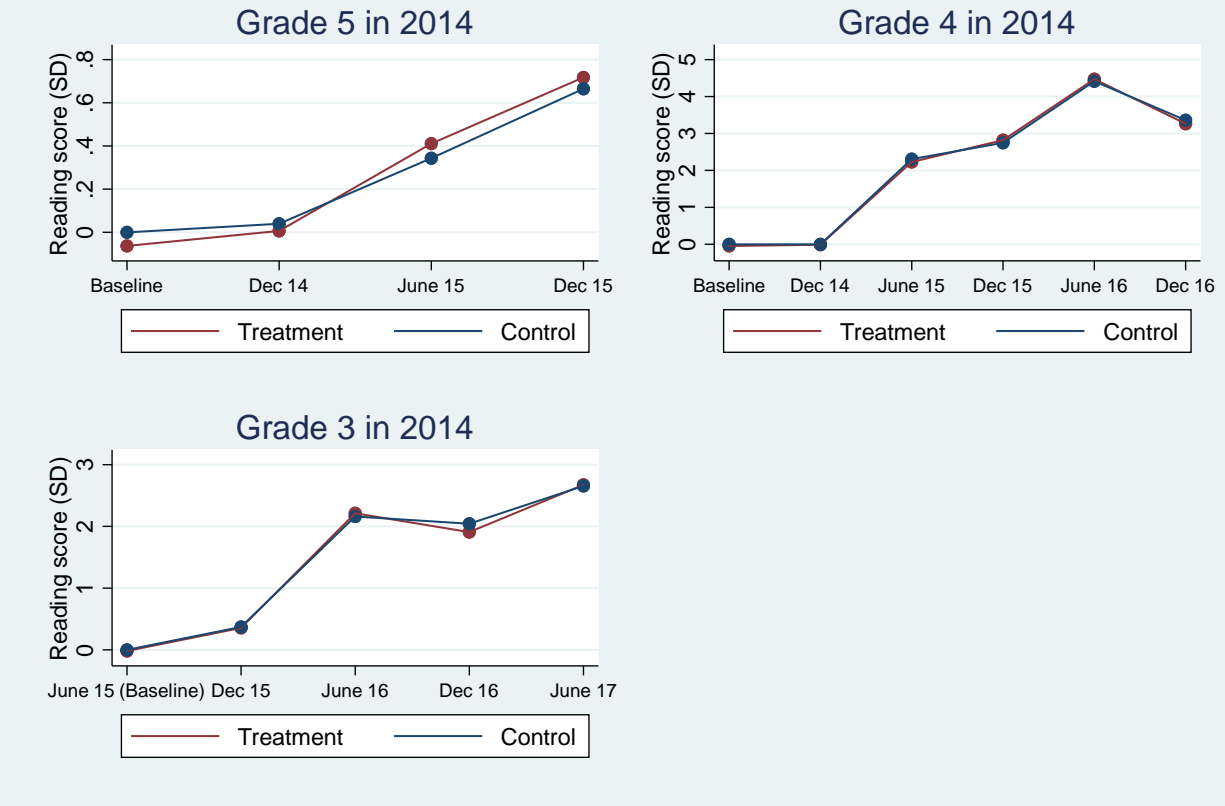 Grade 5 in 2014
Reading score (SD)
.8
.6
.4
.2
0
Baseline Dec 14 June 15 Dec 15
Treatment Control
Grade 4 in 2014
Reading score (SD)
5
4
3
2
1
0
Baseline Dec 14 June 15 Dec 15 June 16 Dec 16
Treatment Control
Grade 3 in 2014
Reading score (SD)
3
2
1
0
June 15 (Baseline) Dec 15 June 16 Dec 16 June 17
Treatment Control